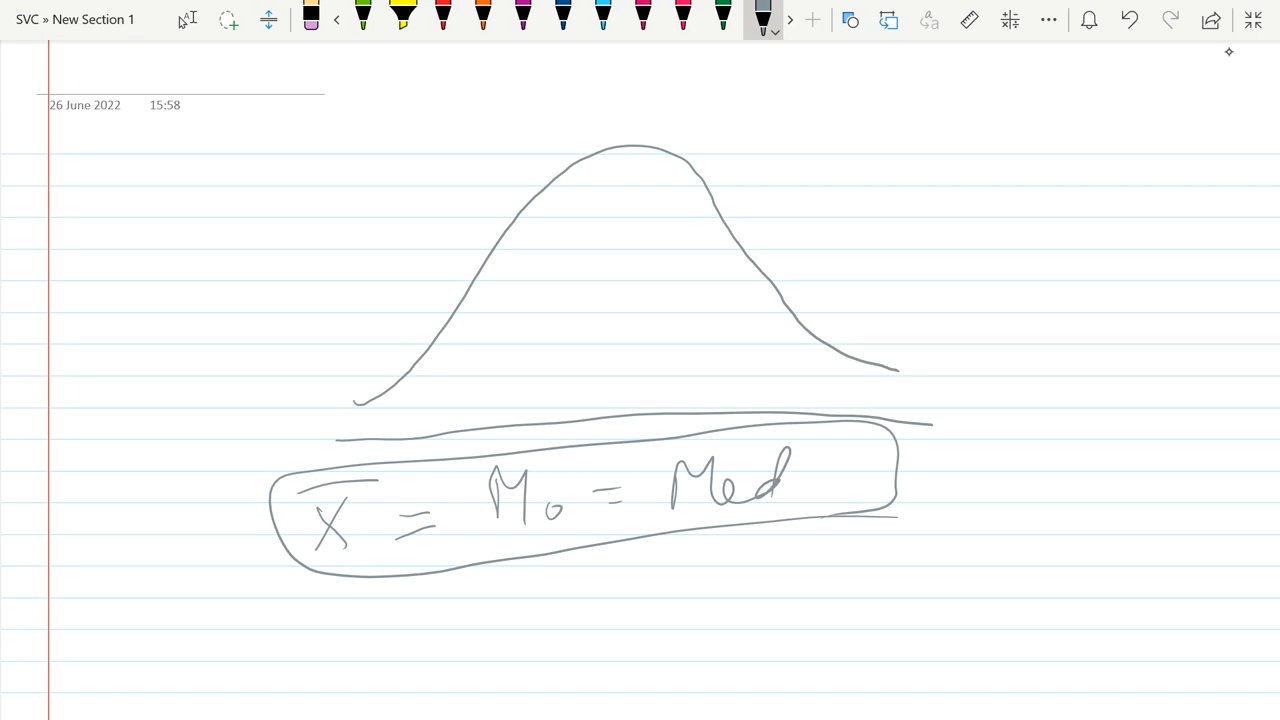 SVC » New Section 1
26 June 2022 15:58
X̅ = Mo = Med